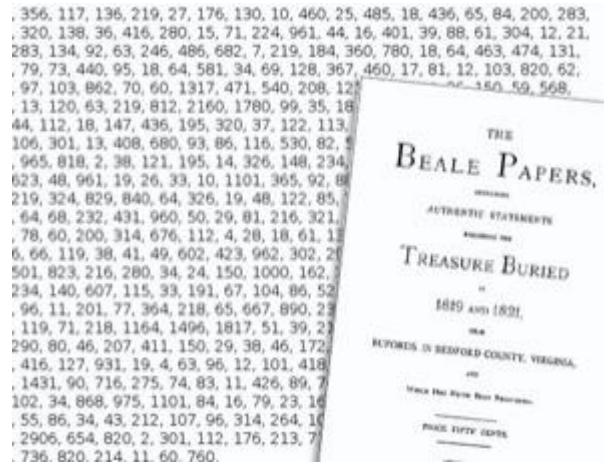 , 356, 117, 136, 219, 27, 176, 130, 10, 460, 25, 485, 18, 436, 65, 84, 200, 283,
, 320, 138, 36, 416, 280, 15, 71, 224, 961, 44, 16, 401, 39, 88, 61, 304, 12, 21,
283, 134, 92, 63, 246, 486, 682, 7, 219, 184, 360, 780, 18, 64, 463, 474, 131,
, 79, 73, 440, 95, 18, 64, 581, 34, 69, 128, 367, 460, 17, 81, 12, 103, 820, 62,
, 97, 103, 862, 70, 60, 1317, 471, 540, 208, 150, 59, 568,
, 13, 120, 63, 219, 812, 2160, 1780, 99, 35, 18
44, 112, 18, 147, 436, 195, 320, 37, 122, 113,
106, 301, 13, 408, 680, 93, 86, 116, 530, 82,
, 965, 818, 2, 38, 121, 195, 14, 326, 148, 234,
623, 48, 961, 19, 26, 33, 10, 1101, 365, 92,
219, 324, 829, 840, 64, 326, 19, 48, 122, 85,
, 64, 68, 232, 431, 960, 50, 29, 81, 216, 321,
, 78, 60, 200, 314, 676, 112, 4, 28, 18, 61,
, 66, 119, 38, 41, 49, 602, 423, 962, 302,
501, 823, 216, 280, 34, 24, 150, 1000, 162,
234, 140, 607, 115, 33, 191, 67, 104, 86, 52
, 96, 11, 201, 77, 364, 218, 65, 667, 890,
, 119, 71, 218, 1164, 1496, 1817, 51, 39,
290, 80, 46, 207, 411, 150, 29, 38, 46, 172
, 416, 127, 931, 19, 4, 63, 96, 12, 101, 418
, 1431, 90, 716, 275, 74, 83, 11, 426, 89,
102, 34, 868, 975, 1101, 84, 16, 79, 23, 16
, 55, 86, 34, 43, 212, 107, 96, 314, 264,
, 2906, 654, 820, 2, 301, 112, 176, 213,
, 736, 820, 214, 11, 60, 760.
THE
BEALE PAPERS,
AUTHENTIC STATEMENTS
TREASURE BURIED
1819 AND 1821,
BUFORDS, IN BEDFORD COUNTY, VIRGINIA,
AND
PRICE FIFTY CENTS